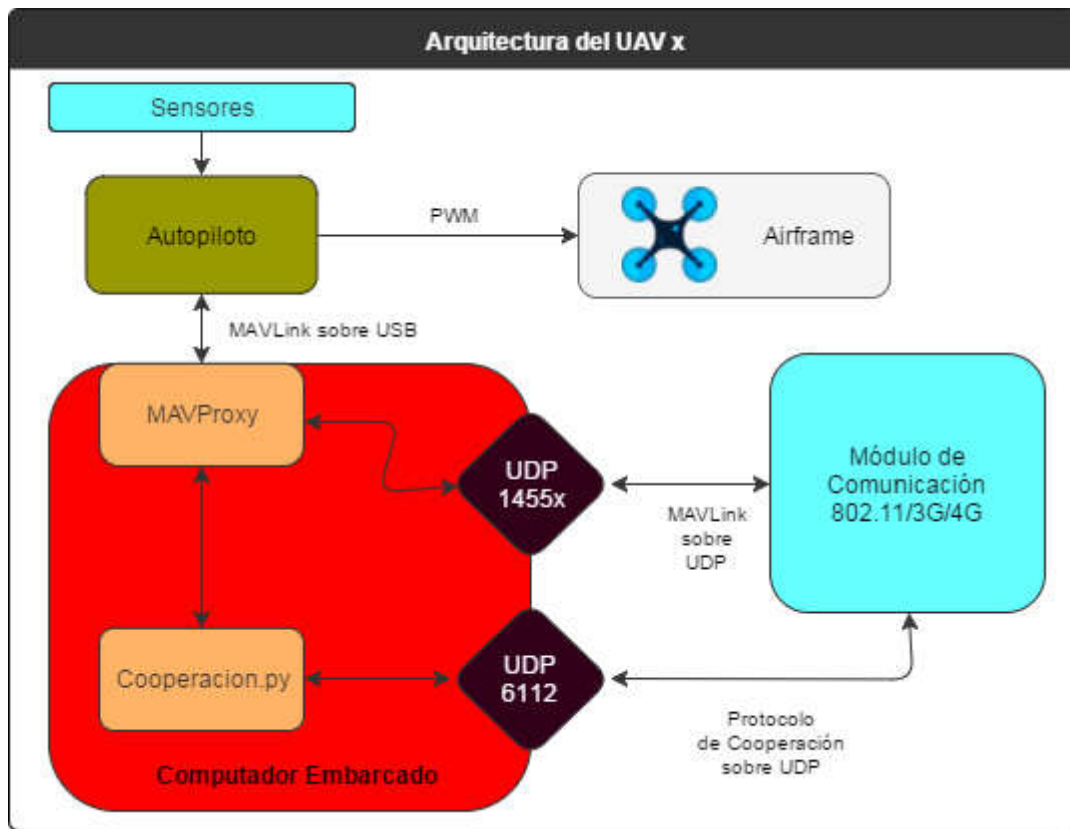 Arquitectura del UAV x
Sensores
Autopiloto
PWM
Airframe
MAVLink sobre USB
MAVProxy
UDP
1455x
MAVLink
sobre
UDP
Módulo de
Comunicación
802.11/3G/4G
Cooperacion.py
UDP
6112
Protocolo
de Cooperación
sobre UDP
Computador Embarcado